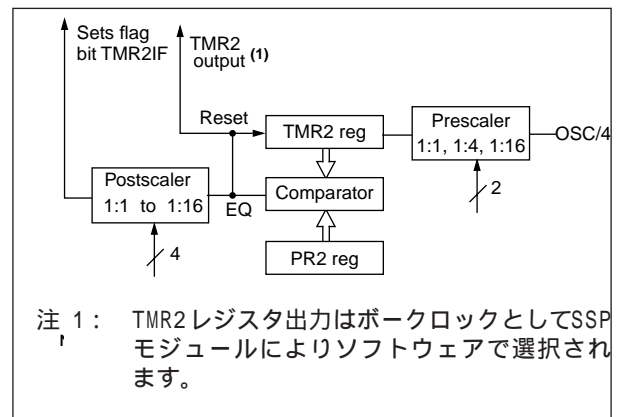 Sets flag
bit TMR2IF
TMR2
output (1)
Reset
TMR2 reg
Prescaler
1:1, 1:4, 1:16
OSC/4
2
Postscaler
1:1 to 1:16
EQ
Comparator
4
PR2 reg
注 1: TMR2レジスタ出力はボークロックとしてSSP
モジュールによりソフトウェアで選択され
ます。